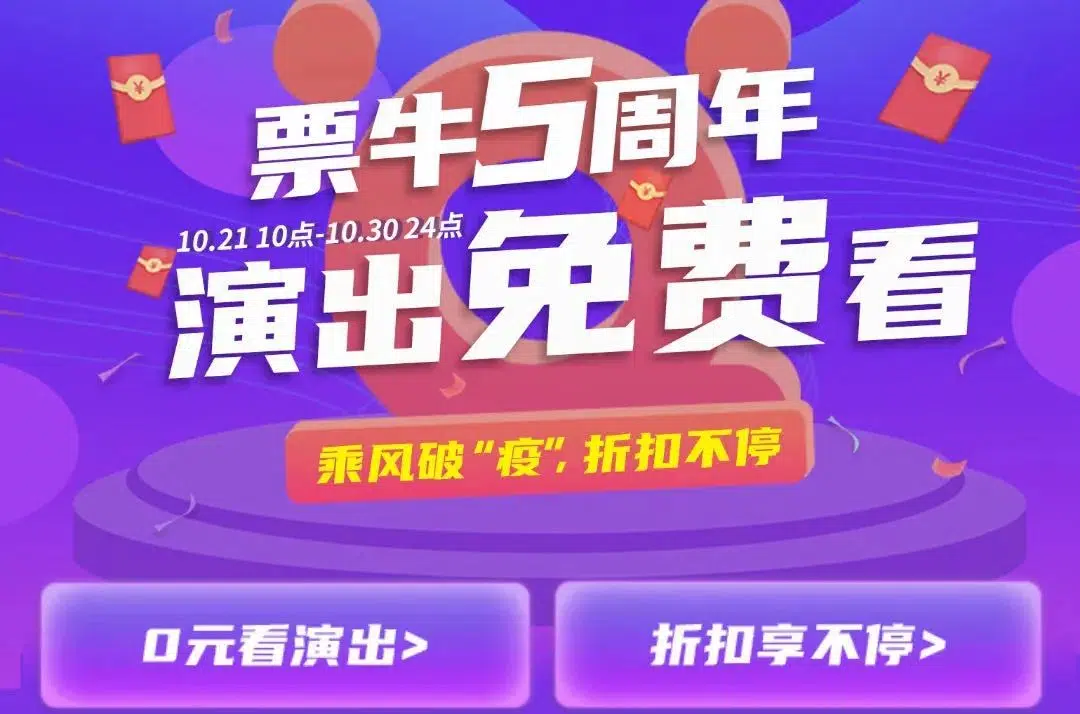 票牛5周年
10.21 10点-10.30 24点
演出免费看
乘风破“疫”,折扣不停
0元看演出>
折扣享不停>